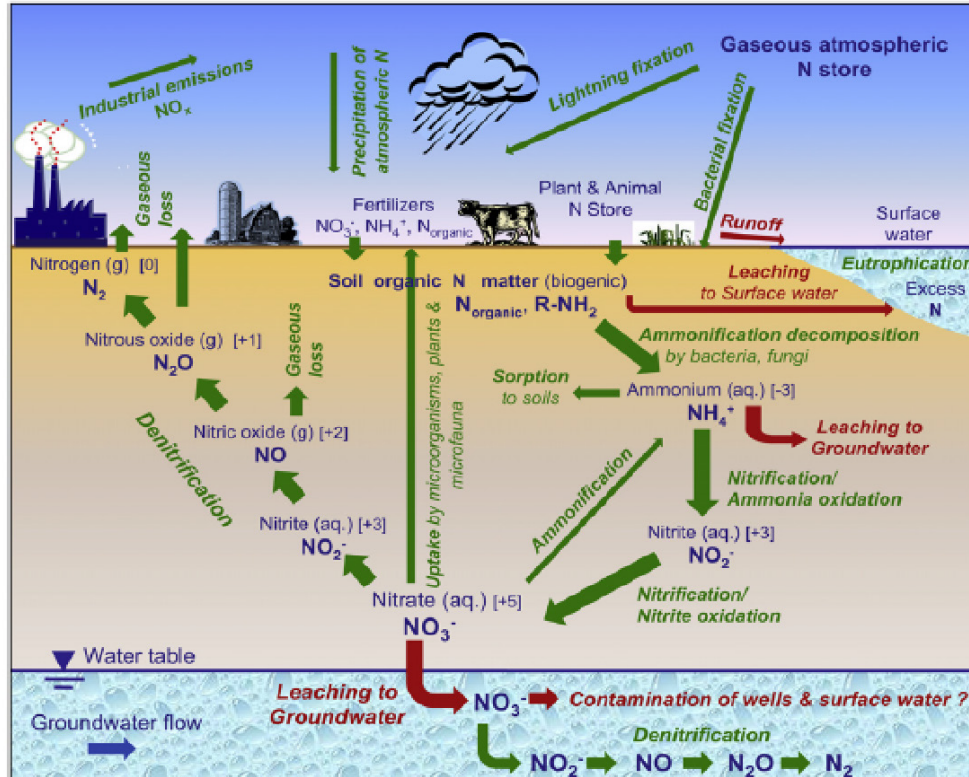 Gaseous atmospheric
N store
Industrial emissions
NOx
Precipitation of
atmospheric N
Lightning fixation
Bacterial fixation
Gaseous
loss
Fertilizers
NO3-, NH4+, Norganic
Plant & Animal
N Store
Runoff
Surface
water
Nitrogen (g) [0]
N2
Soil organic N matter (biogenic)
Norganic, R-NH2
Leaching
to Surface water
Eutrophication
Excess
N
Nitrous oxide (g) [+1]
N2O
Gaseous
loss
Uptake by microorganisms, plants &
microfauna
Ammonification decomposition
by bacteria, fungi
Sorption
to soils
Ammonium (aq.) [-3]
NH4+
Leaching to
Groundwater
Denitrification
Nitric oxide (g) [+2]
NO
Ammonification
Nitrification/
Ammonia oxidation
Nitrite (aq.) [+3]
NO2-
Nitrite (aq.) [+3]
NO2-
Nitrate (aq.) [+5]
NO3-
Nitrification/
Nitrite oxidation
Water table
Leaching to
Groundwater
NO3-
Contamination of wells & surface water ?
Groundwater flow
Denitrification
NO2- NO N2O N2